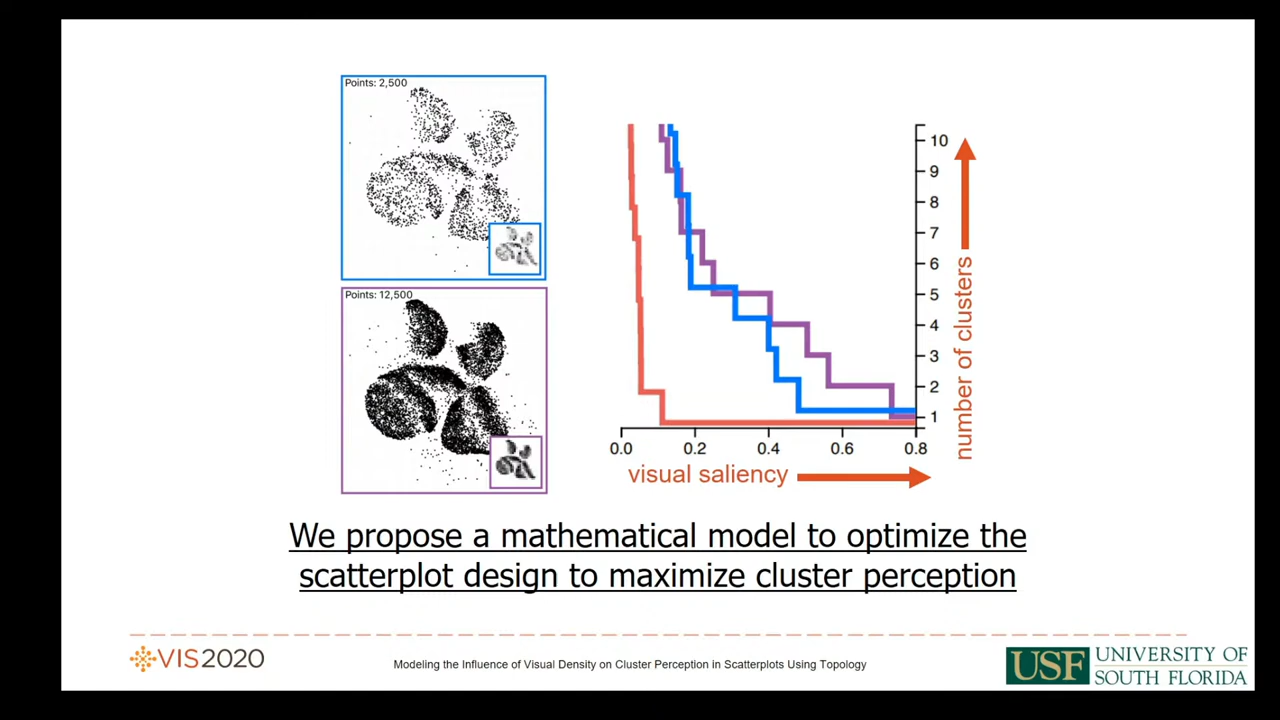 Points: 2,500
Points: 12,500
10
9
8
7
6
5
4
3
2
1
number of clusters
0.0 0.2 0.4 0.6 0.8
visual saliency
We propose a mathematical model to optimize the
scatterplot design to maximize cluster perception
VIS2020
Modeling the Influence of Visual Density on Cluster Perception in Scatterplots Using Topology
USF
UNIVERSITY OF
SOUTH FLORIDA